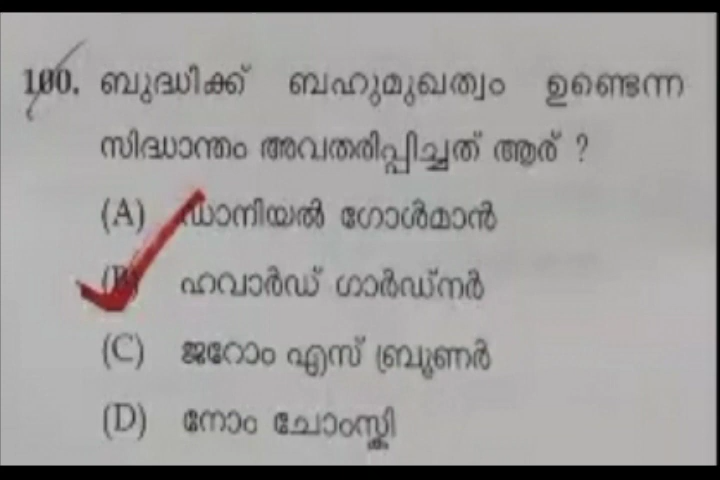 100. ബുദ്ധിക്ക് ബഹുമുഖത്വം ഉണ്ടെന്ന
സിദ്ധാന്തം അവതരിപ്പിച്ചത് ആര് ?
(A) ഡാനിയൽ ഗോൾമാൻ
(B) ഹവാർഡ് ഗാർഡ്നർ
(C) ജറോം എസ് ബ്രൂണർ
(D) നോം ചോംസ്കി